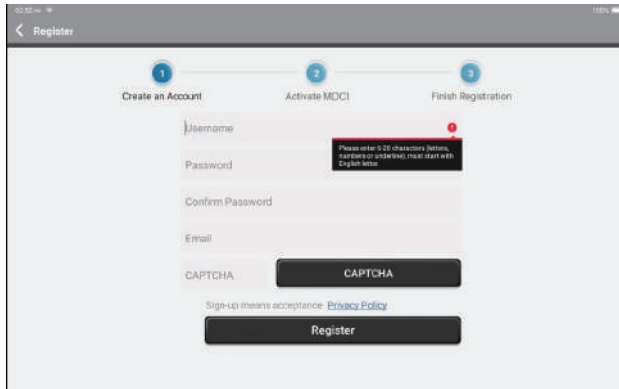 100%
Register
1
2
3
Create an Account
Activate MDCI
Finish Registration
Username
Please enter 6-20 characters (letters,
numbers or underline), must start with
English letter
Password
Confirm Password
Email
CAPTCHA
CAPTCHA
Sign-up means acceptance Privacy Policy
Register